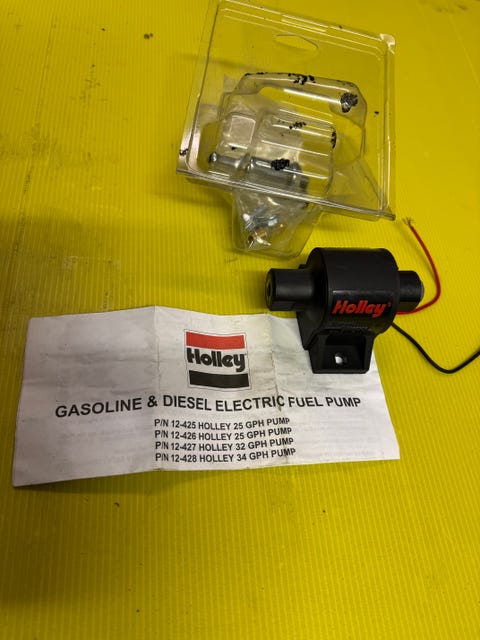 Holley
Holley
GASOLINE & DIESEL ELECTRIC FUEL PUMP
P/N 12-425 HOLLEY 25 GPH PUMP
P/N 12-426 HOLLEY 25 GPH PUMP
P/N 12-427 HOLLEY 32 GPH PUMP
P/N 12-428 HOLLEY 34 GPH PUMP